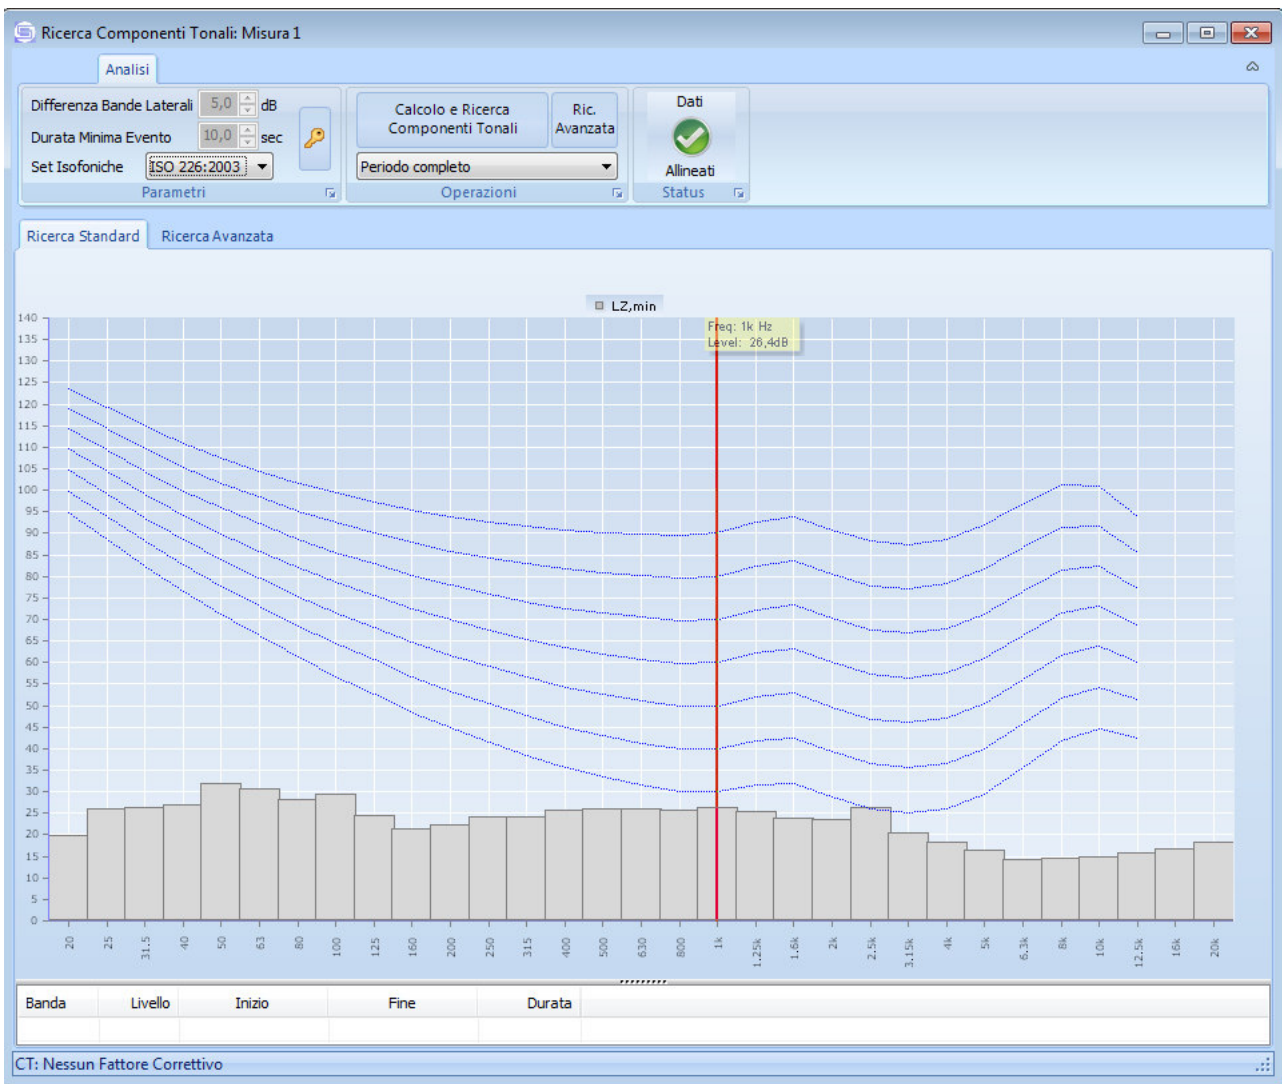 Ricerca Componenti Tonali: Misura 1
Analisi
Differenza Bande Laterali 5,0 dB
Durata Minima Evento 10,0 sec
Set Isofoniche ISO 226:2003
Parametri
Calcolo e Ricerca
Componenti Tonali
Ric.
Avanzata
Periodo completo
Operazioni
Dati
Allineati
Status
Ricerca Standard Ricerca Avanzata
LZ,min
Freq: 1k Hz
Level: 26,4dB
140
135
130
125
120
115
110
105
100
95
90
85
80
75
70
65
60
55
50
45
40
35
30
25
20
15
10
5
0
20 25 31.5 40 50 63 80 100 125 160 200 250 315 400 500 630 800 1k 1.25k 1.6k 2k 2.5k 3.15k 4k 5k 6.3k 8k 10k 12.5k 16k 20k
Banda Livello Inizio Fine Durata
CT: Nessun Fattore Correttivo